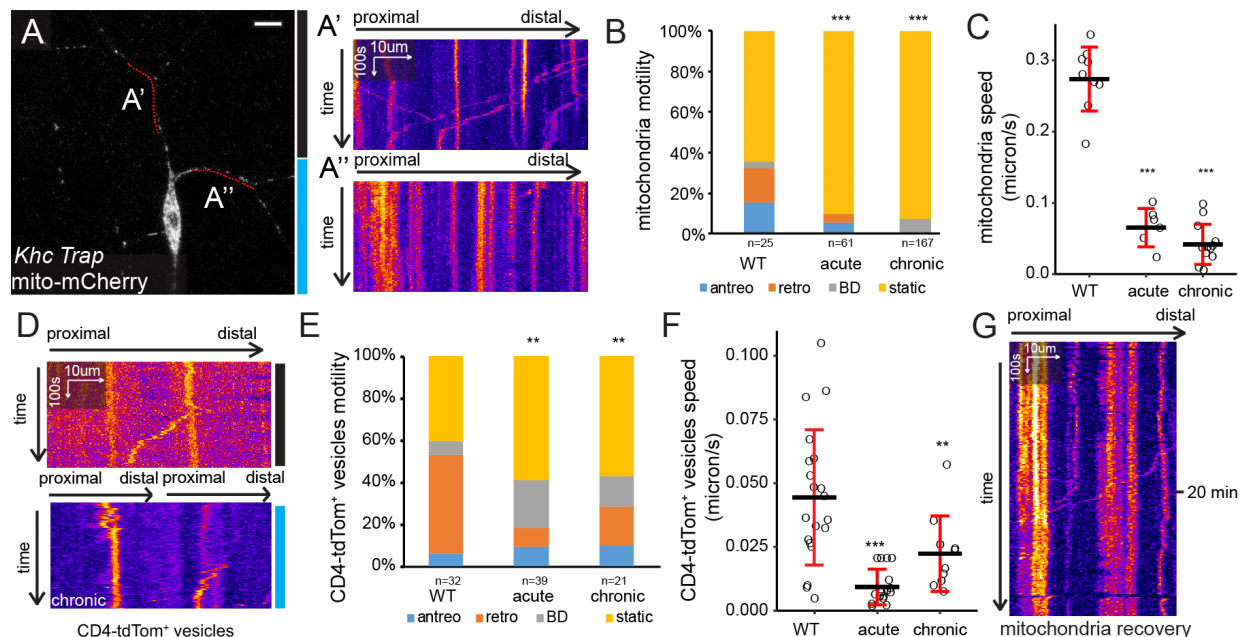 A
A'
A''
Khc Trap
mito-mCherry
A'
proximal distal
10um
100s
time
A''
proximal distal
time
B
mitochondria motility
100%
80%
60%
40%
20%
0%
*** ***
n=25 n=61 n=167
WT acute chronic
antreo retro BD static
C
mitochondria speed
(micron/s)
0.3
0.2
0.1
0.0
*** ***
WT acute chronic
D
proximal distal
10um
100s
time
proximal distal proximal distal
time
chronic
CD4-tdTom+ vesicles
E
CD4-tdTom+ vesicles motility
100%
80%
60%
40%
20%
0%
** **
n=32 n=39 n=21
WT acute chronic
antreo retro BD static
F
CD4-tdTom+ vesicles speed
(micron/s)
0.100
0.075
0.050
0.025
0.000
*** **
WT acute chronic
G
proximal distal
10um
100s
time
20 min
mitochondria recovery